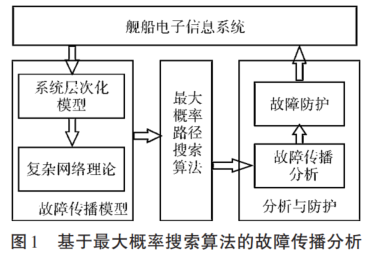 舰船电子信息系统
系统层次化
模型
复杂网络理论
故障传播模型
最大
概率
路径
搜索
算法
故障防护
故障传播
分析
分析与防护
图1 基于最大概率搜索算法的故障传播分析